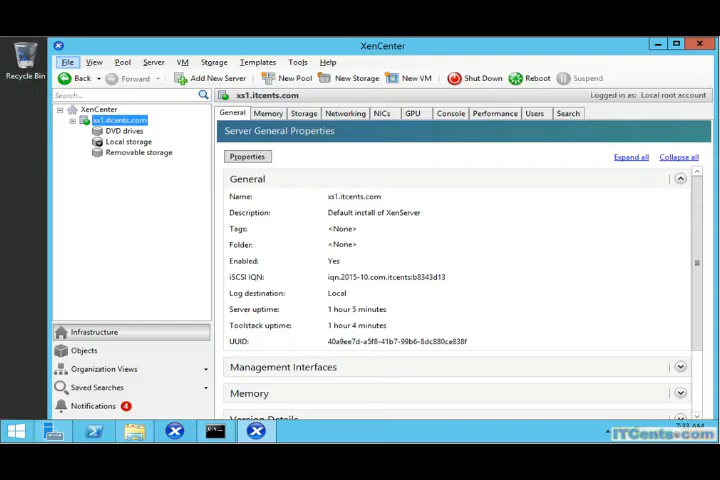 XenCenter
Recycle Bin
File View Pool Server VM Storage Templates Tools Help
Back Forward Add New Server New Pool New Storage New VM Shut Down Reboot Suspend
Search...
xs1.itcents.com
Logged in as: Local root account
XenCenter
xs1.itcents.com
DVD drives
Local storage
Removable storage
General Memory Storage Networking NICs GPU Console Performance Users Search
Server General Properties
Properties
Expand all Collapse all
General
Name: xs1.itcents.com
Description: Default install of XenServer
Tags: <None>
Folder: <None>
Enabled: Yes
iSCSI IQN: iqn.2015-10.com.itcents:b8343d13
Log destination: Local
Server uptime: 1 hour 5 minutes
Toolstack uptime: 1 hour 4 minutes
UUID: 40a9ee7d-a5f8-41b7-99b6-8dc880ce838f
Management Interfaces
Memory
Version Details
Infrastructure
Objects
Organization Views
Saved Searches
Notifications 4
7:33 AM
ITCents.com